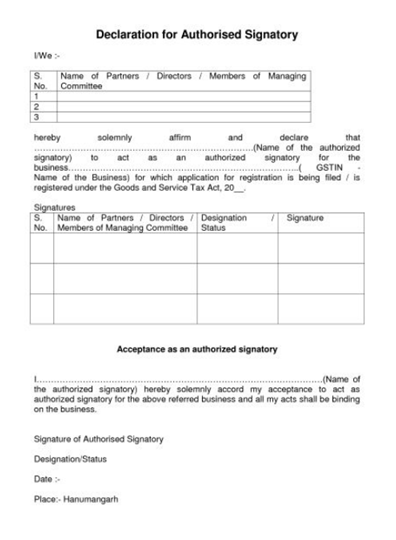 Declaration for Authorised Signatory
I/We :-
S. Name of Partners / Directors / Members of Managing
No. Committee
1
2
3
hereby solemnly affirm and declare that
……………………………………………………….(Name of the authorized
signatory) to act as an authorized signatory for the
business…………………………………………………………..( GSTIN -
Name of the Business) for which application for registration is being filed / is
registered under the Goods and Service Tax Act, 20__.
Signatures
S. Name of Partners / Directors / Designation / Signature
No. Members of Managing Committee Status
Acceptance as an authorized signatory
I……………………………………………………………………….(Name of
the authorized signatory) hereby solemnly accord my acceptance to act as
authorized signatory for the above referred business and all my acts shall be binding
on the business.
Signature of Authorised Signatory
Designation/Status
Date :-
Place:- Hanumangarh